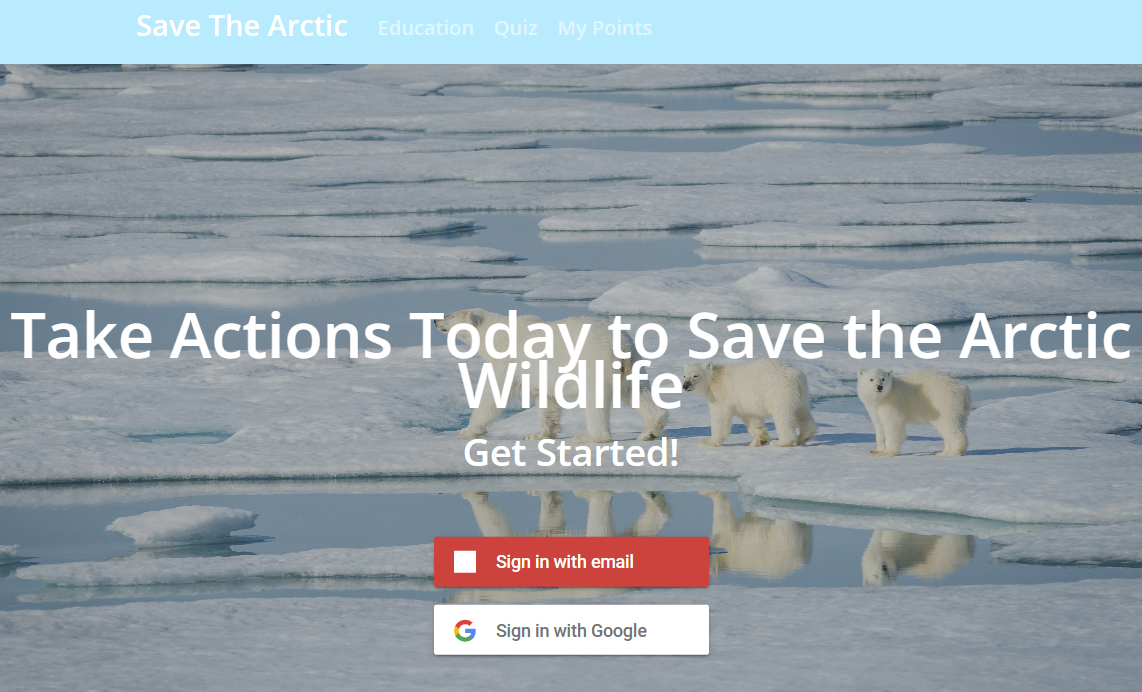 Save The Arctic Education Quiz My Points
Take Actions Today to Save the Arctic
Wildlife
Get Started!
Sign in with email
Sign in with Google